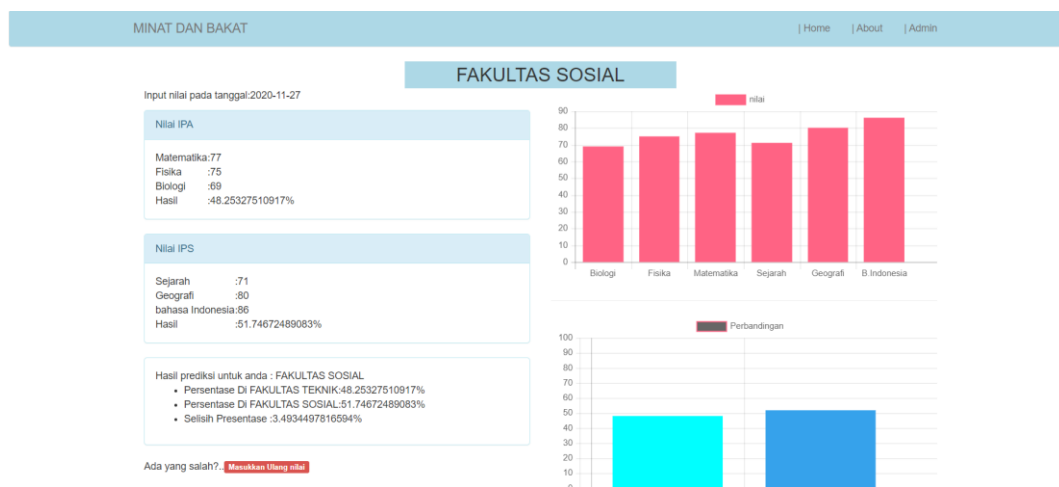 MINAT DAN BAKAT
| Home | About | Admin
FAKULTAS SOSIAL
Input nilai pada tanggal:2020-11-27
Nilai IPA
Matematika:77
Fisika :75
Biologi :69
Hasil :48.25327510917%
Nilai IPS
Sejarah :71
Geografi :80
bahasa Indonesia:86
Hasil :51.74672489083%
Hasil prediksi untuk anda : FAKULTAS SOSIAL
• Persentase Di FAKULTAS TEKNIK:48.25327510917%
• Persentase Di FAKULTAS SOSIAL:51.74672489083%
• Selisih Presentase :3.4934497816594%
Ada yang salah?.. Masukkan Ulang nilai
nilai
90
80
70
60
50
40
30
20
10
0
Biologi Fisika Matematika Sejarah Geografi B.Indonesia
Perbandingan
100
90
80
70
60
50
40
30
20
10
0